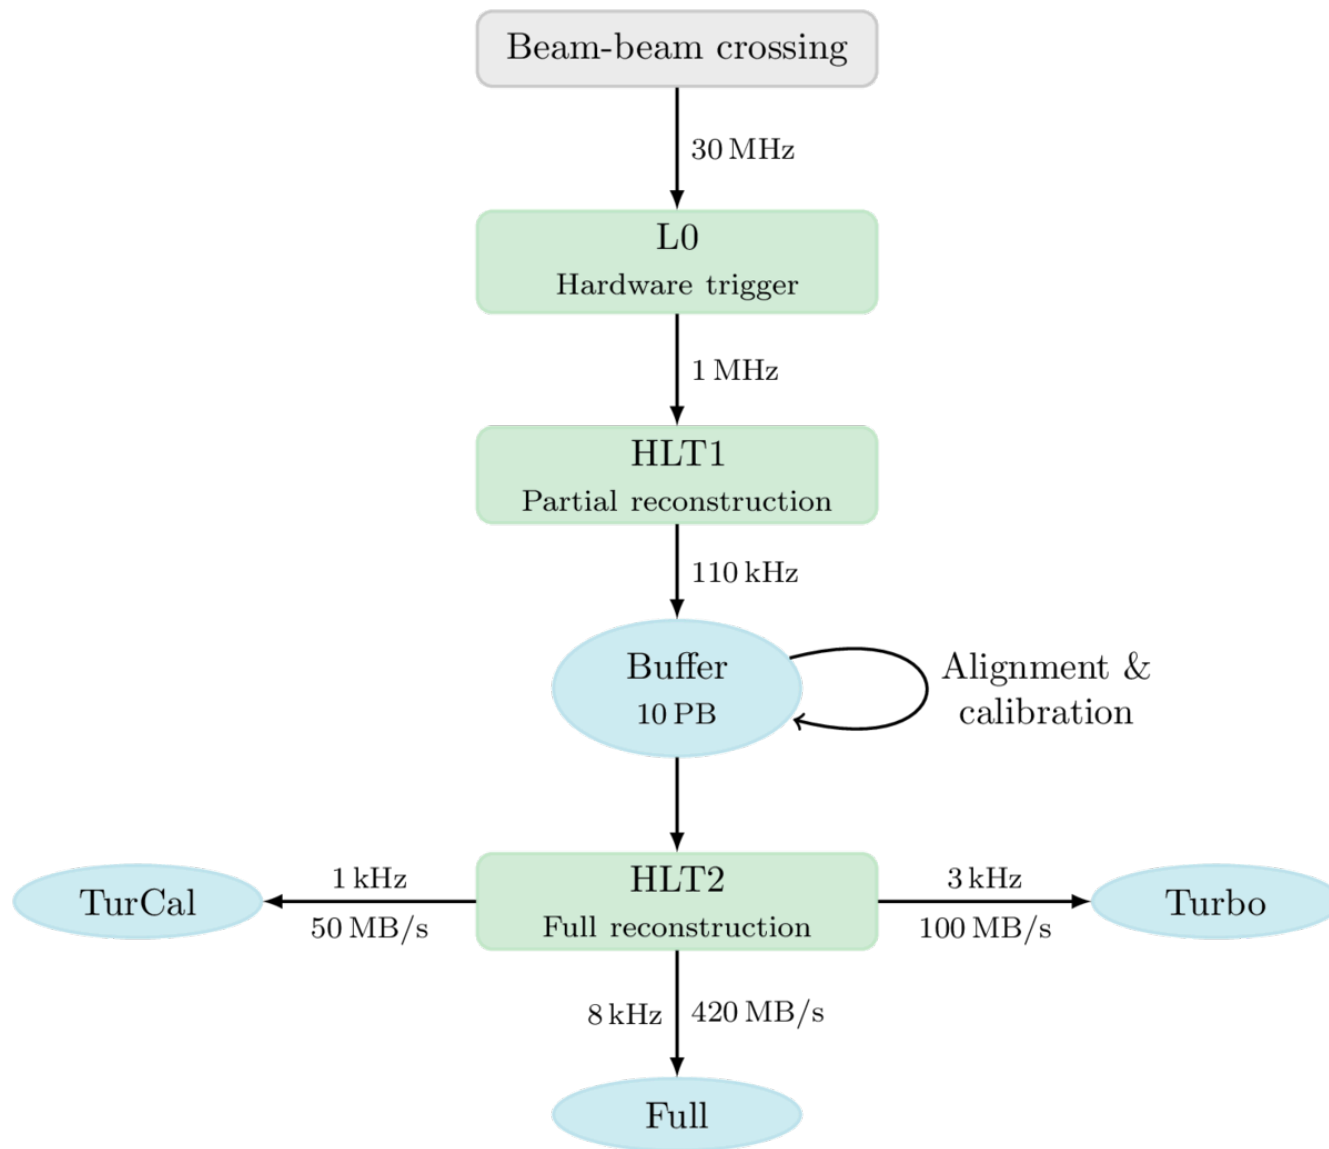 Beam-beam crossing
30 MHz
L0
Hardware trigger
1 MHz
HLT1
Partial reconstruction
110 kHz
Buffer
10 PB
Alignment &
calibration
TurCal
1 kHz
50 MB/s
HLT2
Full reconstruction
3 kHz
100 MB/s
Turbo
8 kHz
420 MB/s
Full